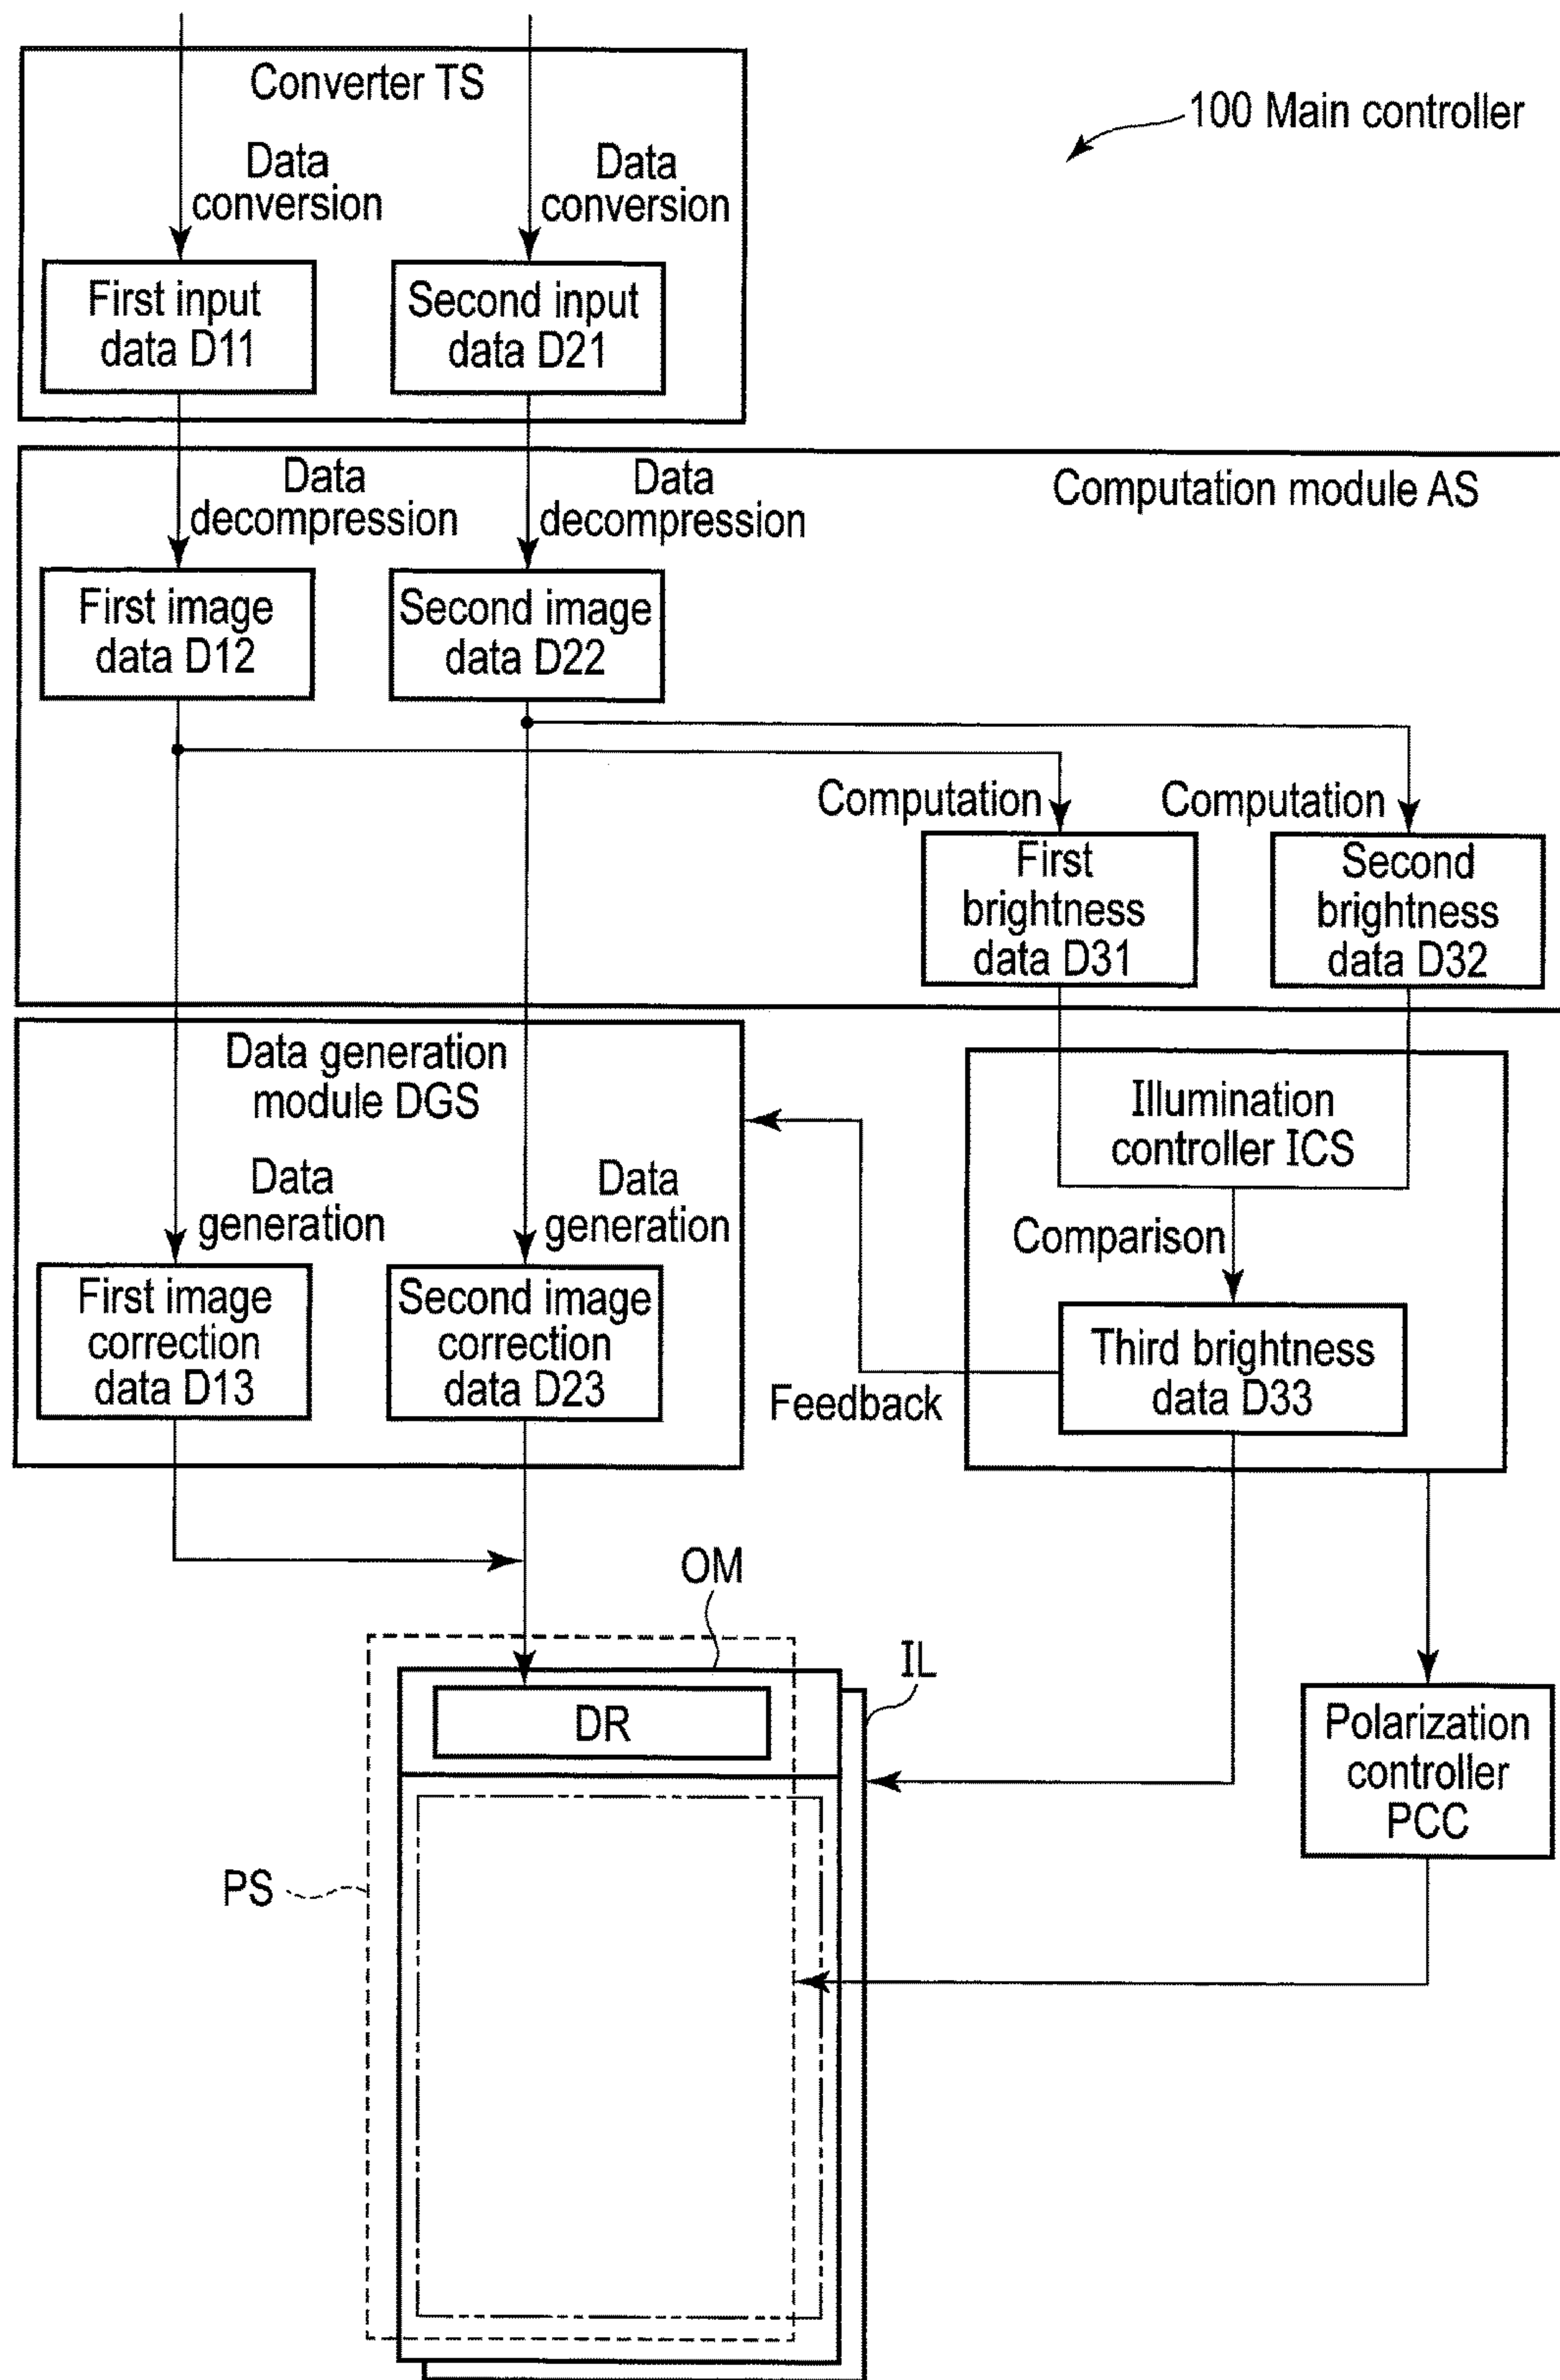 Converter TS
100 Main controller
Data
conversion
Data
conversion
First input
data D11
Second input
data D21
Computation module AS
Data
decompression
Data
decompression
First image
data D12
Second image
data D22
Computation
Computation
First
brightness
data D31
Second
brightness
data D32
Data generation
module DGS
Illumination
controller ICS
Data
generation
Data
generation
Comparison
First image
correction
data D13
Second image
correction
data D23
Third brightness
data D33
Feedback
OM
IL
DR
Polarization
controller
PCC
PS